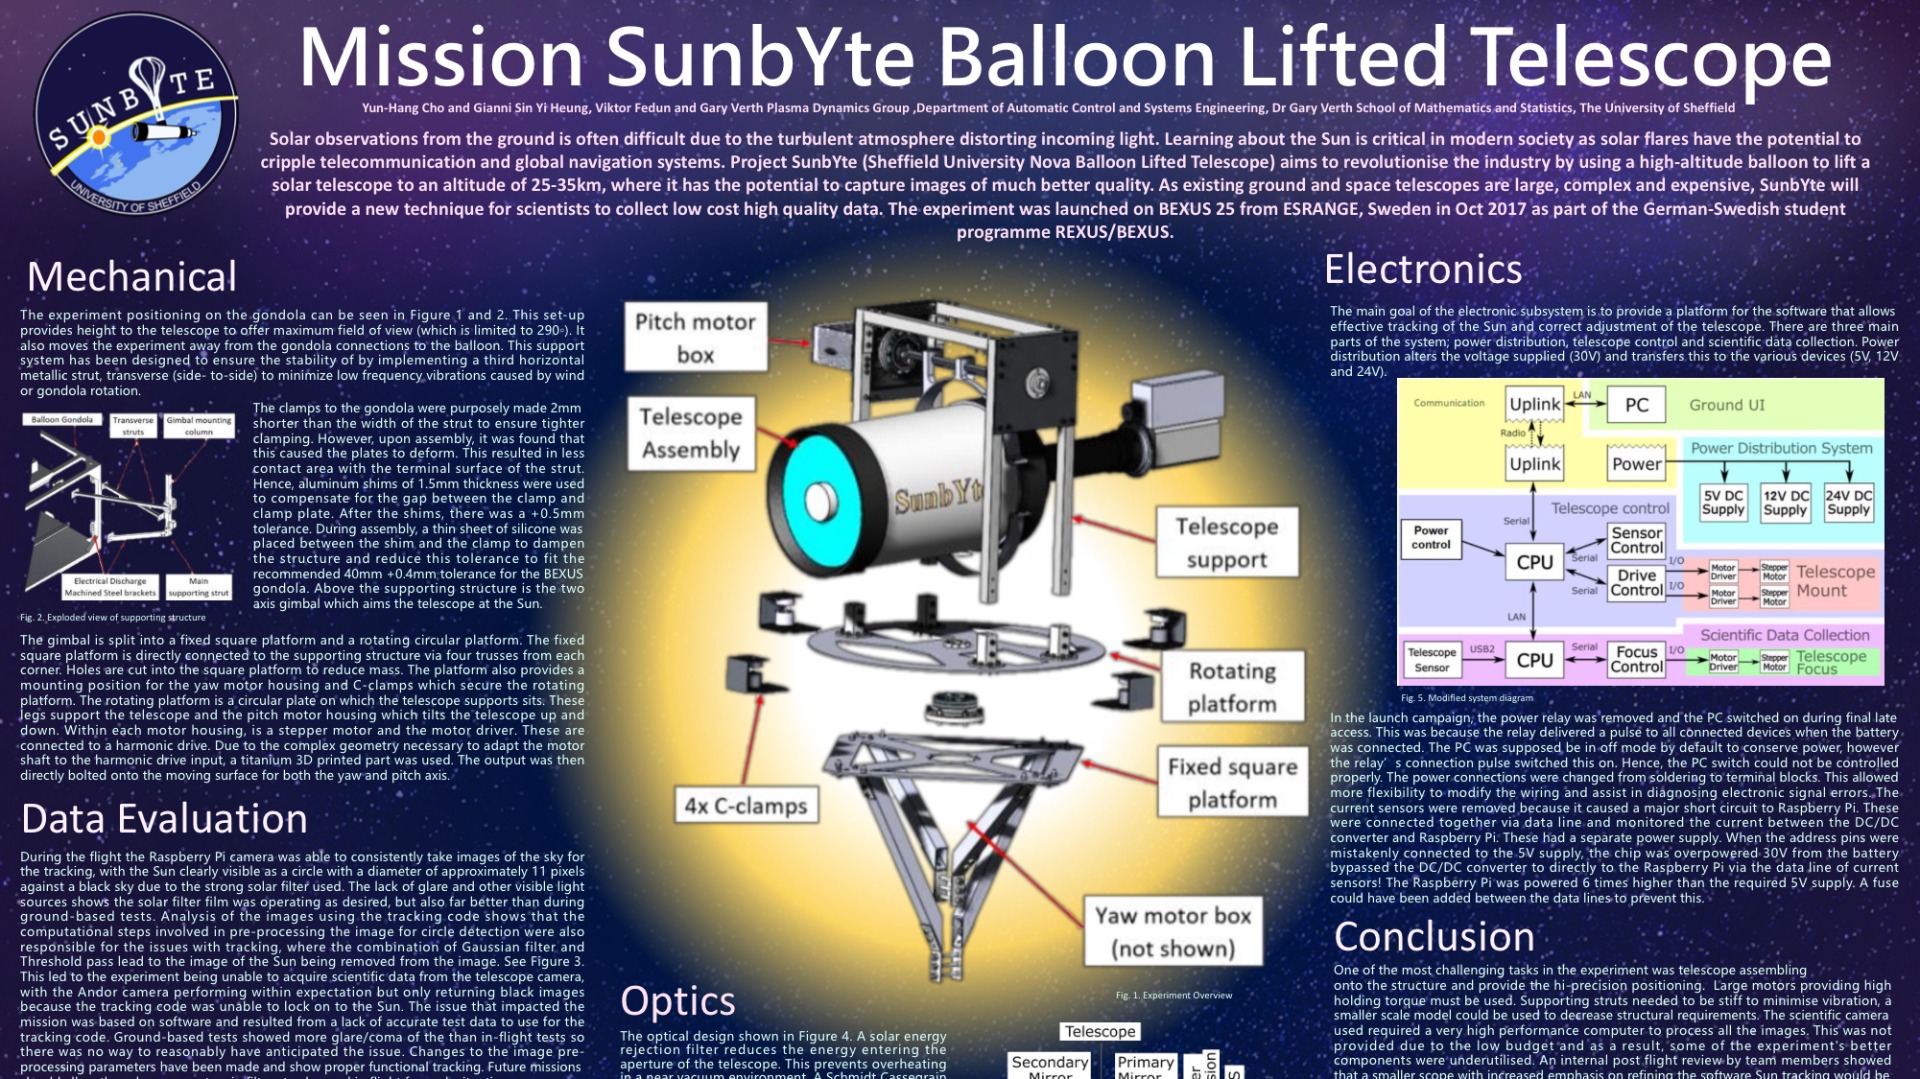 SUNBYTE
UNIVERSITY OF SHEFFIELD
Mission SunbYte Balloon Lifted Telescope
Yun-Hang Cho and Gianni Sin Yi Heung, Viktor Fedun and Gary Verth Plasma Dynamics Group ,Department of Automatic Control and Systems Engineering, Dr Gary Verth School of Mathematics and Statistics, The University of Sheffield
Solar observations from the ground is often difficult due to the turbulent atmosphere distorting incoming light. Learning about the Sun is critical in modern society as solar flares have the potential to
cripple telecommunication and global navigation systems. Project SunbYte (Sheffield University Nova Balloon Lifted Telescope) aims to revolutionise the industry by using a high-altitude balloon to lift a
solar telescope to an altitude of 25-35km, where it has the potential to capture images of much better quality. As existing ground and space telescopes are large, complex and expensive, SunbYte will
provide a new technique for scientists to collect low cost high quality data. The experiment was launched on BEXUS 25 from ESRANGE, Sweden in Oct 2017 as part of the German-Swedish student
programme REXUS/BEXUS.
Mechanical
The experiment positioning on the gondola can be seen in Figure 1 and 2. This set-up
provides height to the telescope to offer maximum field of view (which is limited to 290◦). It
also moves the experiment away from the gondola connections to the balloon. This support
system has been designed to ensure the stability of by implementing a third horizontal
metallic strut, transverse (side- to-side) to minimize low frequency vibrations caused by wind
or gondola rotation.
Balloon Gondola
Transverse
struts
Gimbal mounting
column
Electrical Discharge
Machined Steel brackets
Main
supporting strut
Fig. 2. Exploded view of supporting structure
The clamps to the gondola were purposely made 2mm
shorter than the width of the strut to ensure tighter
clamping. However, upon assembly, it was found that
this caused the plates to deform. This resulted in less
contact area with the terminal surface of the strut.
Hence, aluminum shims of 1.5mm thickness were used
to compensate for the gap between the clamp and
clamp plate. After the shims, there was a +0.5mm
tolerance. During assembly, a thin sheet of silicone was
placed between the shim and the clamp to dampen
the structure and reduce this tolerance to fit the
recommended 40mm +0.4mm tolerance for the BEXUS
gondola. Above the supporting structure is the two
axis gimbal which aims the telescope at the Sun.
The gimbal is split into a fixed square platform and a rotating circular platform. The fixed
square platform is directly connected to the supporting structure via four trusses from each
corner. Holes are cut into the square platform to reduce mass. The platform also provides a
mounting position for the yaw motor housing and C-clamps which secure the rotating
platform. The rotating platform is a circular plate on which the telescope supports sits. These
legs support the telescope and the pitch motor housing which tilts the telescope up and
down. Within each motor housing, is a stepper motor and the motor driver. These are
connected to a harmonic drive. Due to the complex geometry necessary to adapt the motor
shaft to the harmonic drive input, a titanium 3D printed part was used. The output was then
directly bolted onto the moving surface for both the yaw and pitch axis.
Data Evaluation
During the flight the Raspberry Pi camera was able to consistently take images of the sky for
the tracking, with the Sun clearly visible as a circle with a diameter of approximately 11 pixels
against a black sky due to the strong solar filter used. The lack of glare and other visible light
sources shows the solar filter film was operating as desired, but also far better than during
ground-based tests. Analysis of the images using the tracking code shows that the
computational steps involved in pre-processing the image for circle detection were also
responsible for the issues with tracking, where the combination of Gaussian filter and
Threshold pass lead to the image of the Sun being removed from the image. See Figure 3.
This led to the experiment being unable to acquire scientific data from the telescope camera,
with the Andor camera performing within expectation but only returning black images
because the tracking code was unable to lock on to the Sun. The issue that impacted the
mission was based on software and resulted from a lack of accurate test data to use for the
tracking code. Ground-based tests showed more glare/coma of the than in-flight tests so
there was no way to reasonably have anticipated the issue. Changes to the image pre-
processing parameters have been made and show proper functional tracking. Future missions
Pitch motor
box
Telescope
Assembly
SunbYt
Telescope
support
Rotating
platform
Fixed square
platform
4x C-clamps
Yaw motor box
(not shown)
Fig. 1. Experiment Overview
Optics
The optical design shown in Figure 4. A solar energy
rejection filter reduces the energy entering the
aperture of the telescope. This prevents overheating
in a near vacuum environment. A Schmidt Cassegrain
Telescope
Secondary
Mirror
Primary
Mirror
Electronics
The main goal of the electronic subsystem is to provide a platform for the software that allows
effective tracking of the Sun and correct adjustment of the telescope. There are three main
parts of the system; power distribution, telescope control and scientific data collection. Power
distribution alters the voltage supplied (30V) and transfers this to the various devices (5V, 12V
and 24V).
Communication
Uplink
LAN
PC
Ground UI
Radio
Uplink
Power
Power Distribution System
5V DC
Supply
12V DC
Supply
24V DC
Supply
Serial
Telescope control
Power
control
CPU
Serial
Sensor
Control
Serial
Drive
Control
I/O
I/O
Motor
Driver
Stepper
Motor
Motor
Driver
Stepper
Motor
Telescope
Mount
LAN
Scientific Data Collection
Telescope
Sensor
USB2
CPU
Serial
Focus
Control
I/O
Motor
Driver
Stepper
Motor
Telescope
Focus
Fig. 5. Modified system diagram
In the launch campaign, the power relay was removed and the PC switched on during final late
access. This was because the relay delivered a pulse to all connected devices when the battery
was connected. The PC was supposed be in off mode by default to conserve power, however
the relay’ s connection pulse switched this on. Hence, the PC switch could not be controlled
properly. The power connections were changed from soldering to terminal blocks. This allowed
more flexibility to modify the wiring and assist in diagnosing electronic signal errors. The
current sensors were removed because it caused a major short circuit to Raspberry Pi. These
were connected together via data line and monitored the current between the DC/DC
converter and Raspberry Pi. These had a separate power supply. When the address pins were
mistakenly connected to the 5V supply, the chip was overpowered 30V from the battery
bypassed the DC/DC converter to directly to the Raspberry Pi via the data line of current
sensors! The Raspberry Pi was powered 6 times higher than the required 5V supply. A fuse
could have been added between the data lines to prevent this.
Conclusion
One of the most challenging tasks in the experiment was telescope assembling
onto the structure and provide the hi-precision positioning. Large motors providing high
holding torque must be used. Supporting struts needed to be stiff to minimise vibration, a
smaller scale model could be used to decrease structural requirements. The scientific camera
used required a very high performance computer to process all the images. This was not
provided due to the low budget and as a result, some of the experiment's better
components were underutilised. An internal post flight review by team members showed
that a smaller scope with increased emphasis on refining the software Sun tracking would be